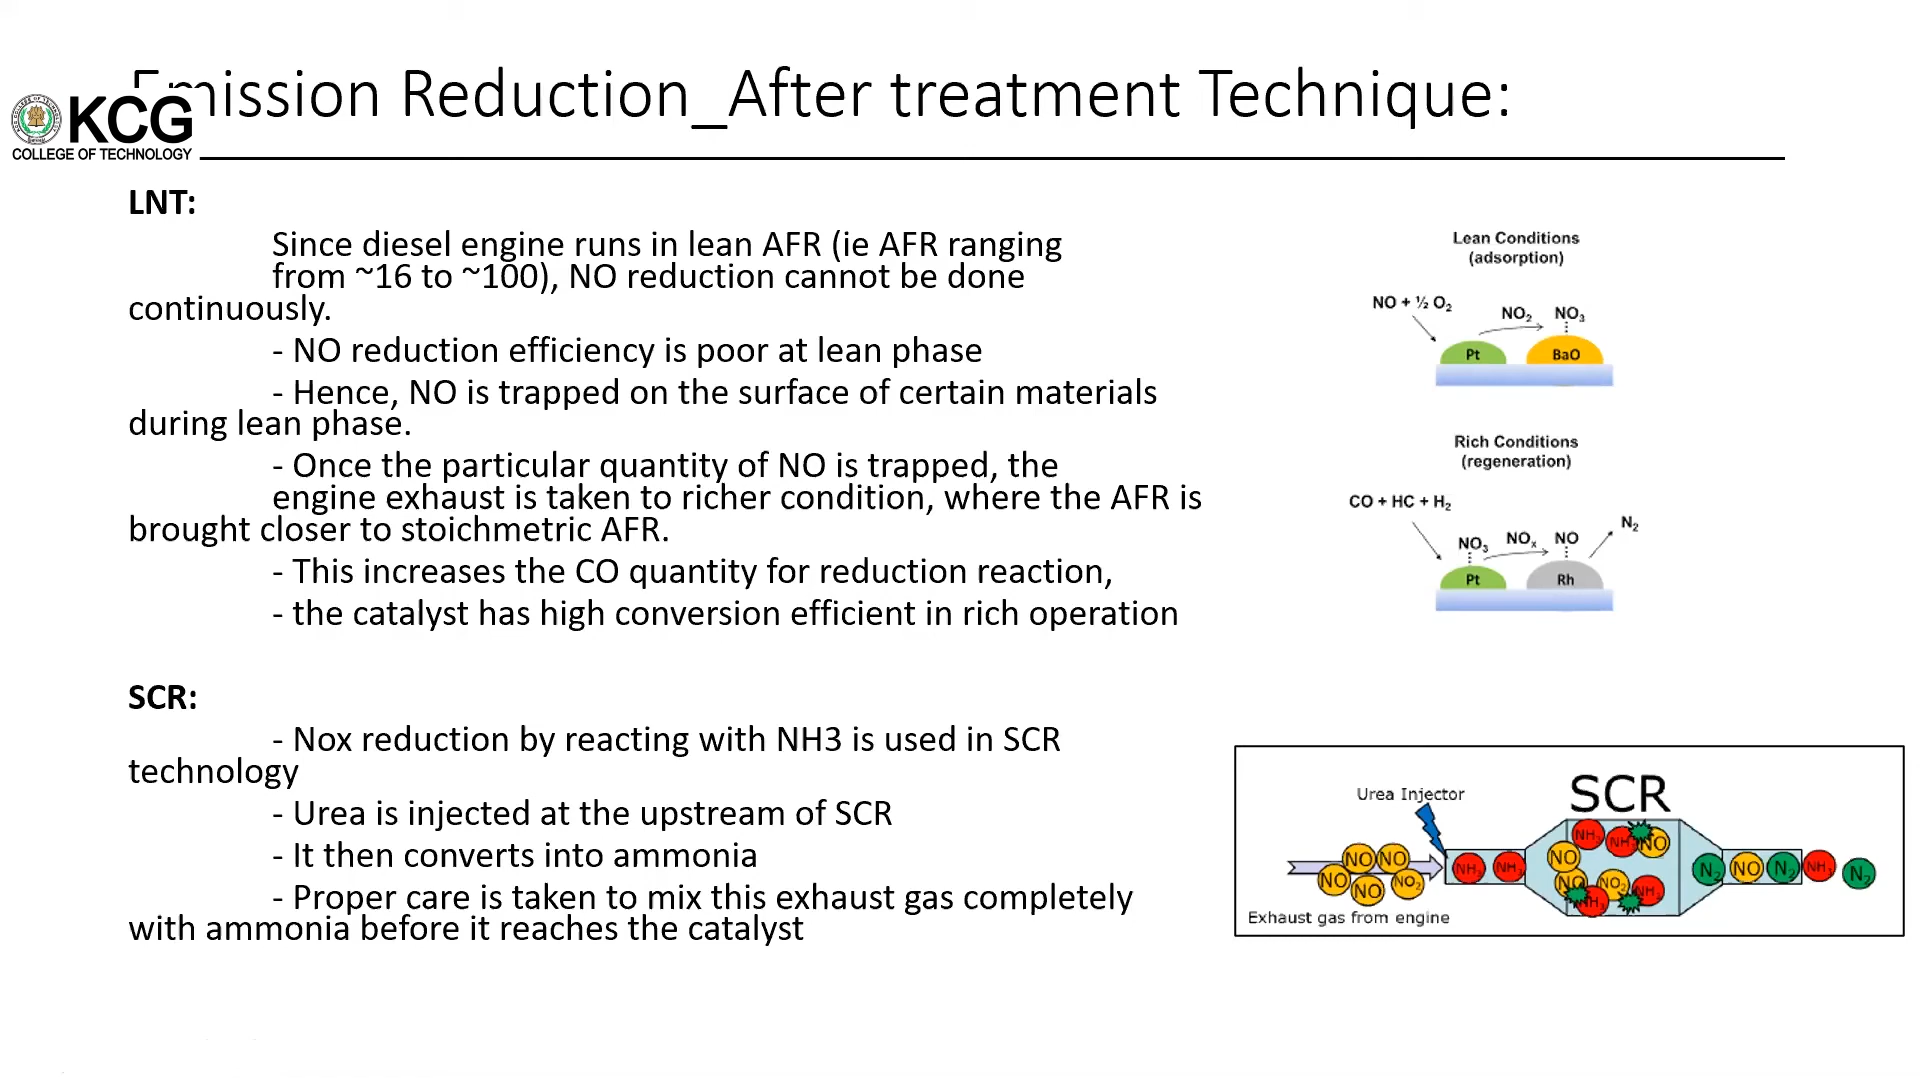 Emission Reduction_After treatment Technique:
KCG
COLLEGE OF TECHNOLOGY
LNT:
Since diesel engine runs in lean AFR (ie AFR ranging
from ~16 to ~100), NO reduction cannot be done
continuously.
- NO reduction efficiency is poor at lean phase
- Hence, NO is trapped on the surface of certain materials
during lean phase.
- Once the particular quantity of NO is trapped, the
engine exhaust is taken to richer condition, where the AFR is
brought closer to stoichmetric AFR.
- This increases the CO quantity for reduction reaction,
- the catalyst has high conversion efficient in rich operation
Lean Conditions
(adsorption)
NO + ½ O₂
NO₂ NO₃
Pt BaO
Rich Conditions
(regeneration)
CO + HC + H₂
N₂
NO₃ NOₓ NO
Pt Rh
SCR:
- Nox reduction by reacting with NH3 is used in SCR
technology
- Urea is injected at the upstream of SCR
- It then converts into ammonia
- Proper care is taken to mix this exhaust gas completely
with ammonia before it reaches the catalyst
SCR
Urea Injector
NH₃ NH₃ NO
NO NO NO
NO NO NO₂ NH₃ NH₃ NO NO₂ NH₃ NH₃ N₂ NO N₂ NH₃ N₂
Exhaust gas from engine